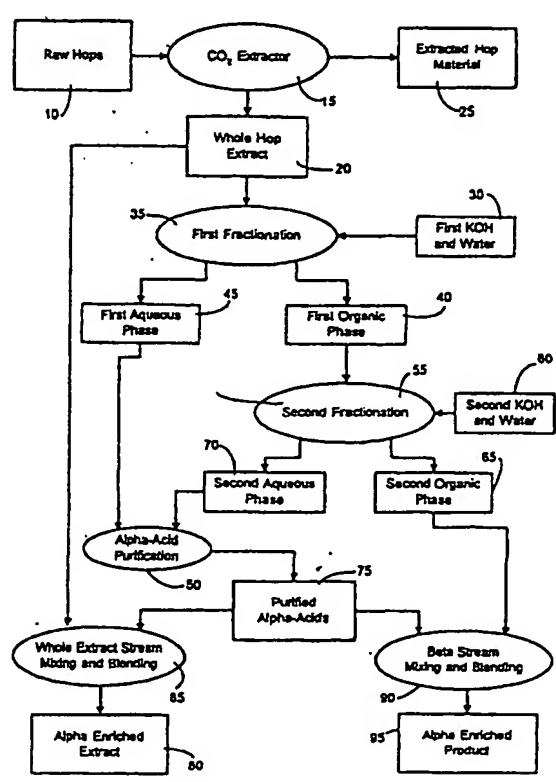 Raw Hops
10
CO2 Extractor
15
Extracted Hop
Material
25
Whole Hop
Extract
20
35
First Fractionation
30
First KOH
and Water
45
First Aqueous
Phase
40
First Organic
Phase
55
Second Fractionation
60
Second KOH
and Water
70
Second Aqueous
Phase
65
Second Organic
Phase
Alpha-Acid
Purification
50
75
Purified
Alpha-Acids
Whole Extract Stream
Mixing and Blending
85
Beta Stream
Mixing and Blending
90
Alpha Enriched
Extract
80
95
Alpha Enriched
Product